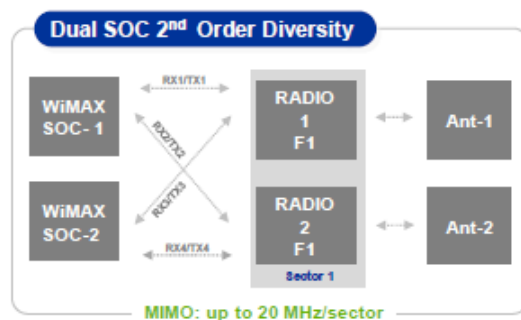 Dual SOC 2nd Order Diversity
RX1/TX1
WiMAX
SOC- 1
RADIO
1
F1
Ant-1
RX2/TX2
RX3/TX3
WiMAX
SOC-2
RADIO
2
F1
Ant-2
RX4/TX4
Sector 1
MIMO: up to 20 MHz/sector